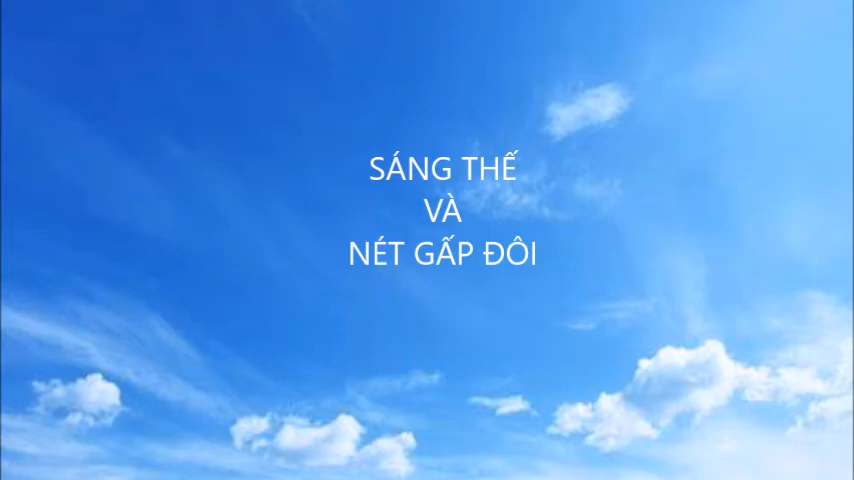 SÁNG THẾ
VÀ
NÉT GẤP ĐÔI